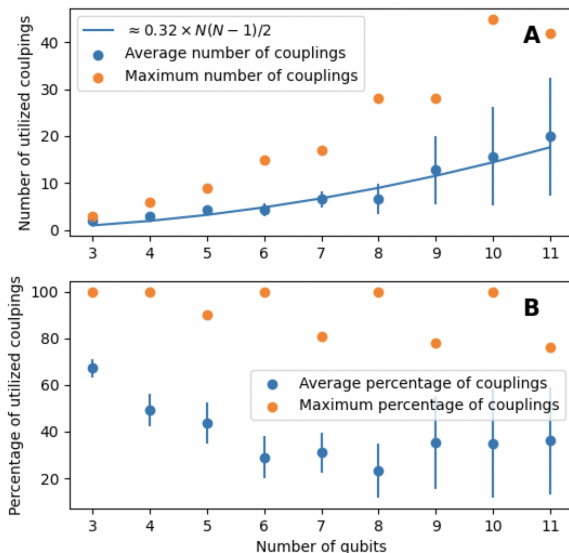 ≈ 0.32 × N(N − 1)/2
Average number of couplings
Maximum number of couplings
A
Number of utilized coulpings
40
30
20
10
0
3 4 5 6 7 8 9 10 11
B
Percentage of utilized coulpings
100
80
60
40
20
Average percentage of couplings
Maximum percentage of couplings
3 4 5 6 7 8 9 10 11
Number of qubits